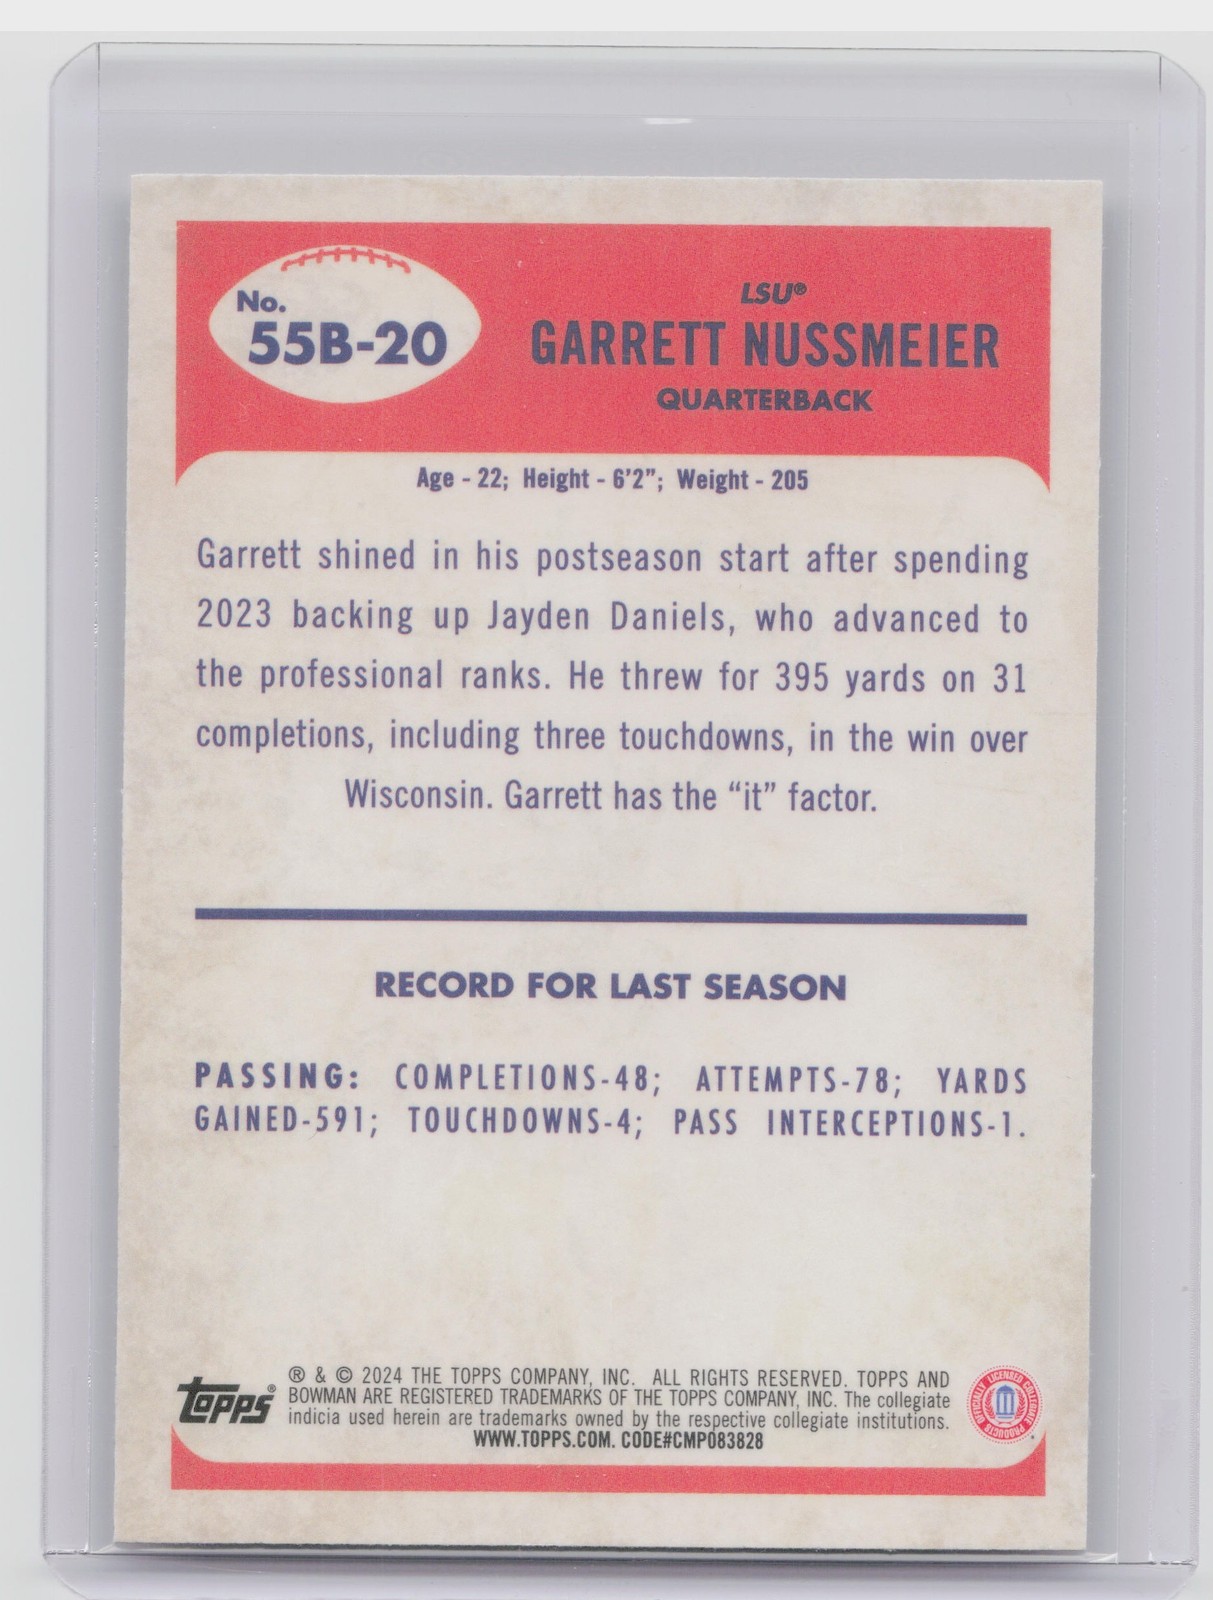 No.
55B-20
LSU®
GARRETT NUSSMEIER
QUARTERBACK
Age - 22; Height - 6'2"; Weight - 205
Garrett shined in his postseason start after spending
2023 backing up Jayden Daniels, who advanced to
the professional ranks. He threw for 395 yards on 31
completions, including three touchdowns, in the win over
Wisconsin. Garrett has the “it” factor.
RECORD FOR LAST SEASON
PASSING: COMPLETIONS-48; ATTEMPTS-78; YARDS
GAINED-591; TOUCHDOWNS-4; PASS INTERCEPTIONS-1.
topps®
® & © 2024 THE TOPPS COMPANY, INC. ALL RIGHTS RESERVED. TOPPS AND
BOWMAN ARE REGISTERED TRADEMARKS OF THE TOPPS COMPANY, INC. The collegiate
indicia used herein are trademarks owned by the respective collegiate institutions.
WWW.TOPPS.COM. CODE#CMP083828
OFFICIALLY LICENSED COLLEGIATE PRODUCTS